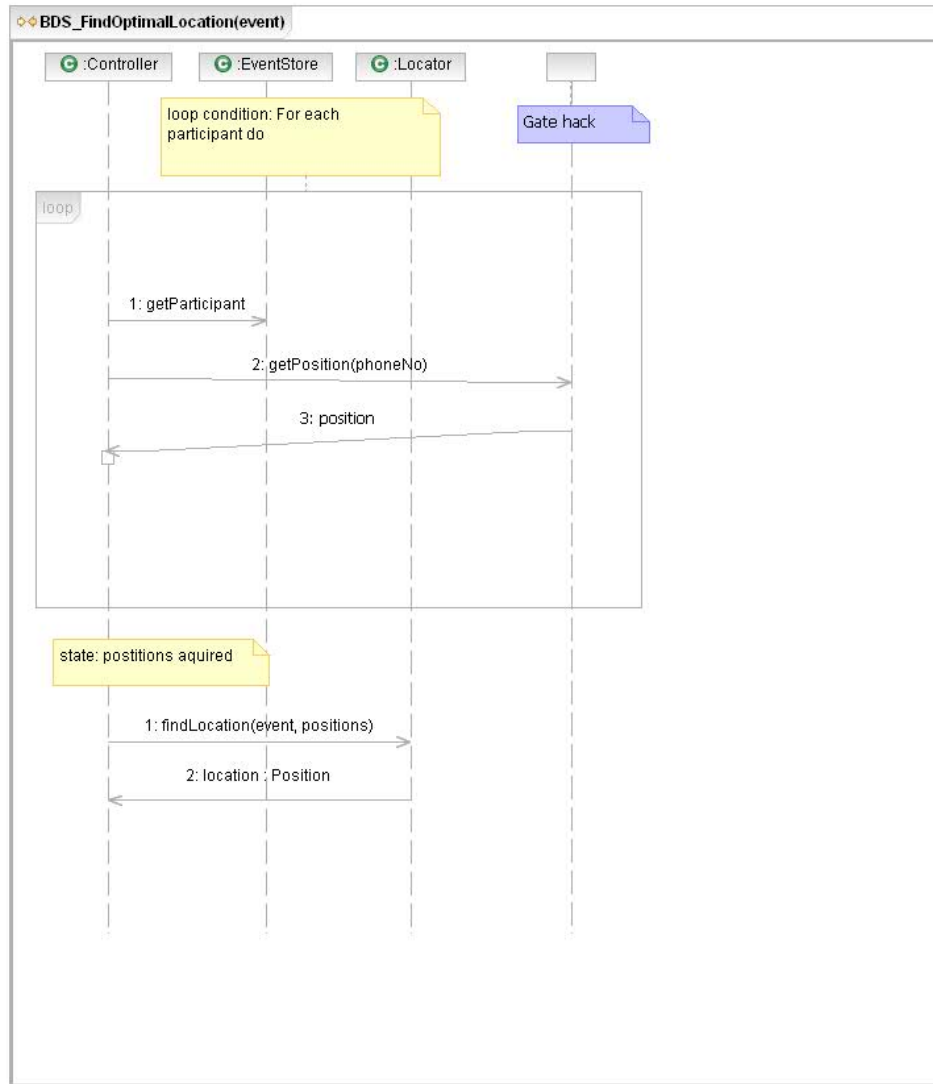 BDS_FindOptimalLocation(event)
:Controller
:EventStore
:Locator
loop condition: For each
participant do
Gate hack
loop
1: getParticipant
2: getPosition(phoneNo)
3: position
state: postitions aquired
1: findLocation(event, positions)
2: location : Position